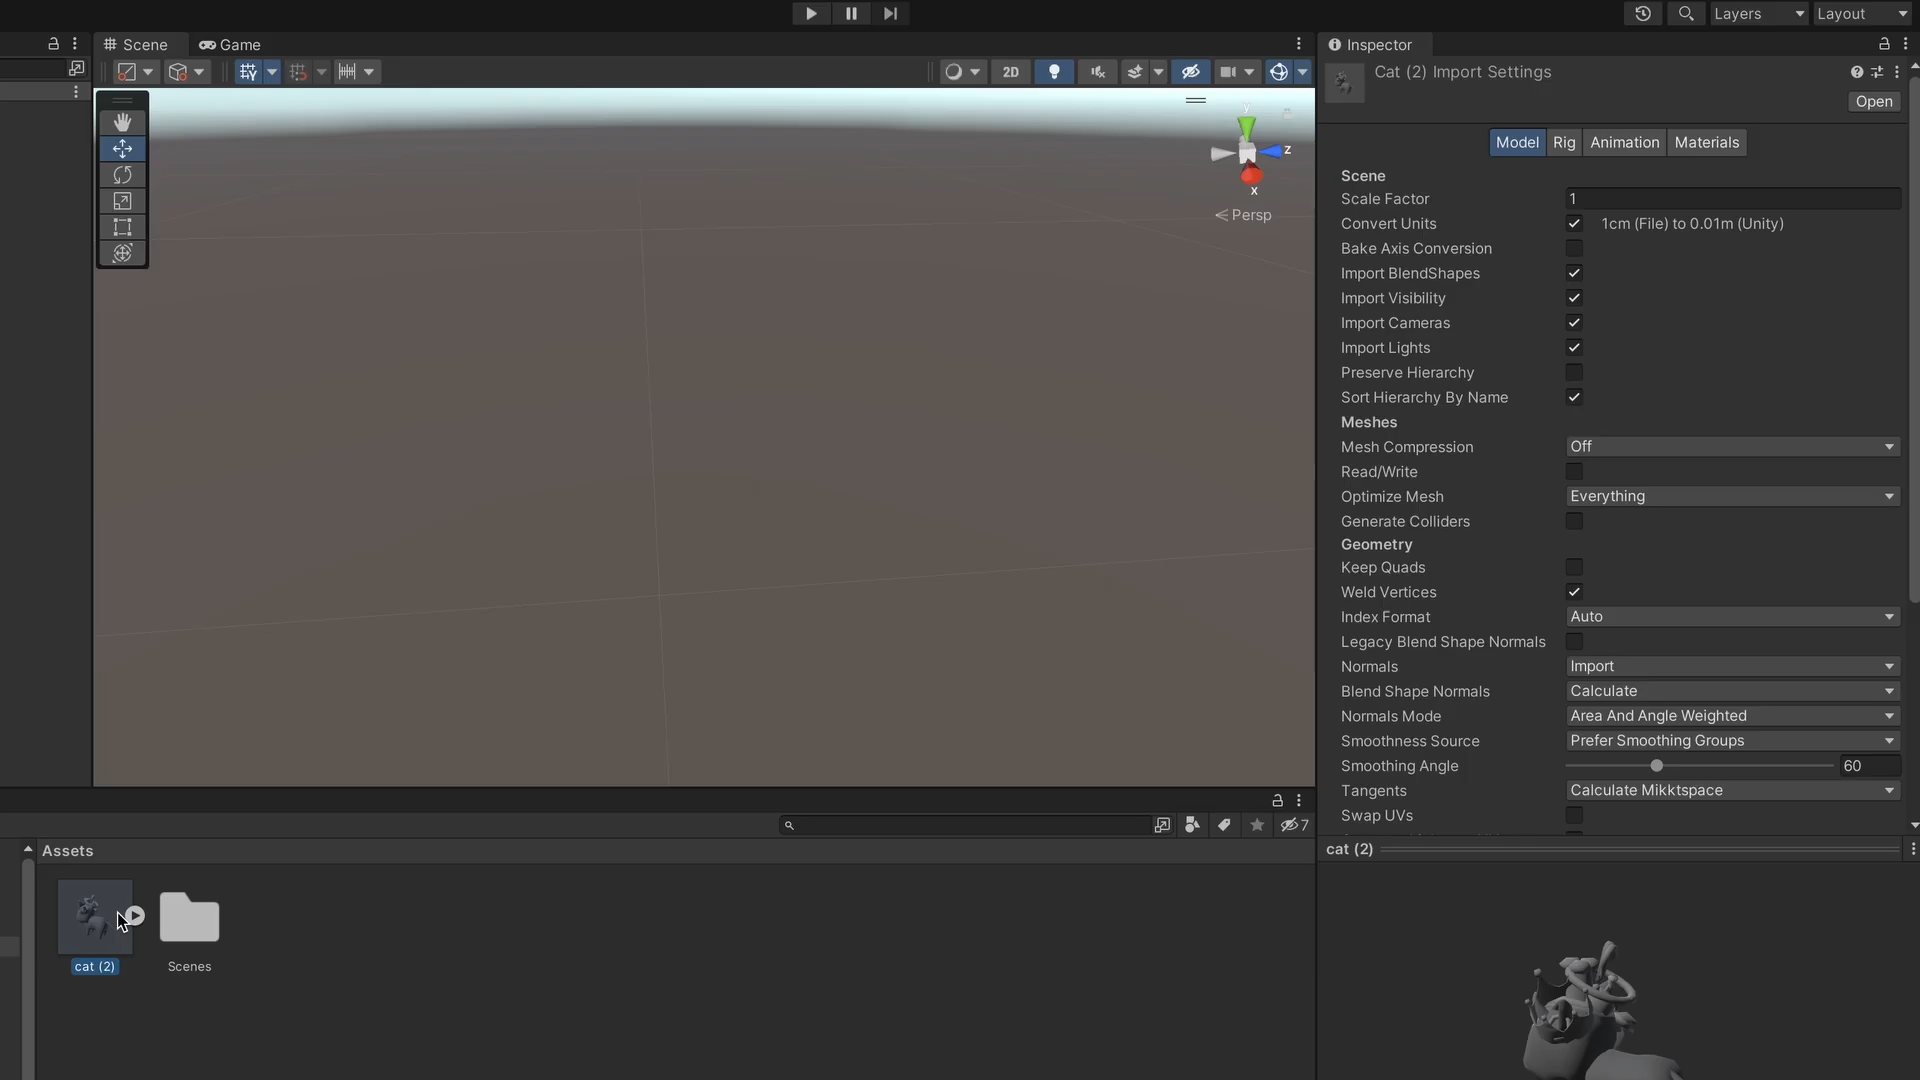 Layers
Layout
Scene
Game
2D
y
z
x
Persp
Inspector
Cat (2) Import Settings
Open
Model
Rig
Animation
Materials
Scene
Scale Factor
1
Convert Units
1cm (File) to 0.01m (Unity)
Bake Axis Conversion
Import BlendShapes
Import Visibility
Import Cameras
Import Lights
Preserve Hierarchy
Sort Hierarchy By Name
Meshes
Mesh Compression
Off
Read/Write
Optimize Mesh
Everything
Generate Colliders
Geometry
Keep Quads
Weld Vertices
Index Format
Auto
Legacy Blend Shape Normals
Normals
Import
Blend Shape Normals
Calculate
Normals Mode
Area And Angle Weighted
Smoothness Source
Prefer Smoothing Groups
Smoothing Angle
60
Tangents
Calculate Mikktspace
Swap UVs
7
Assets
cat (2)
Scenes
cat (2)